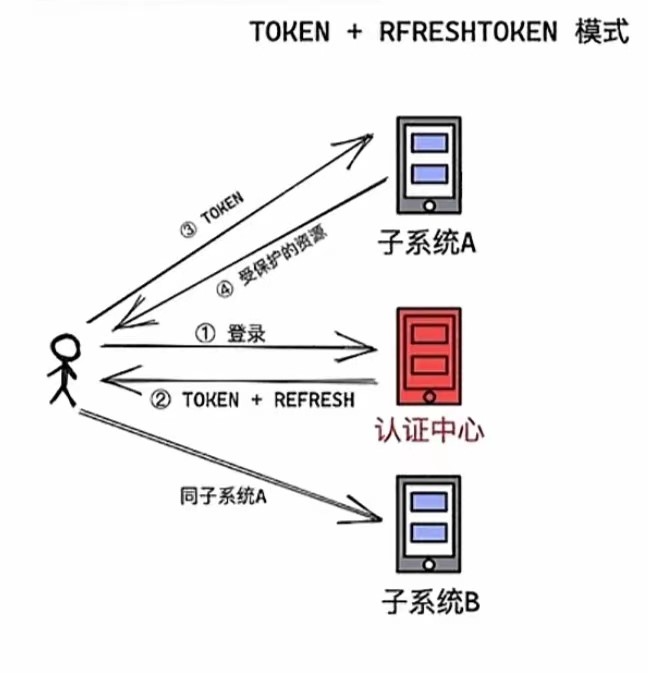 TOKEN + RFRESHTOKEN 模式
③ TOKEN
子系统A
④ 受保护的资源
① 登录
② TOKEN + REFRESH
认证中心
同子系统A
子系统B